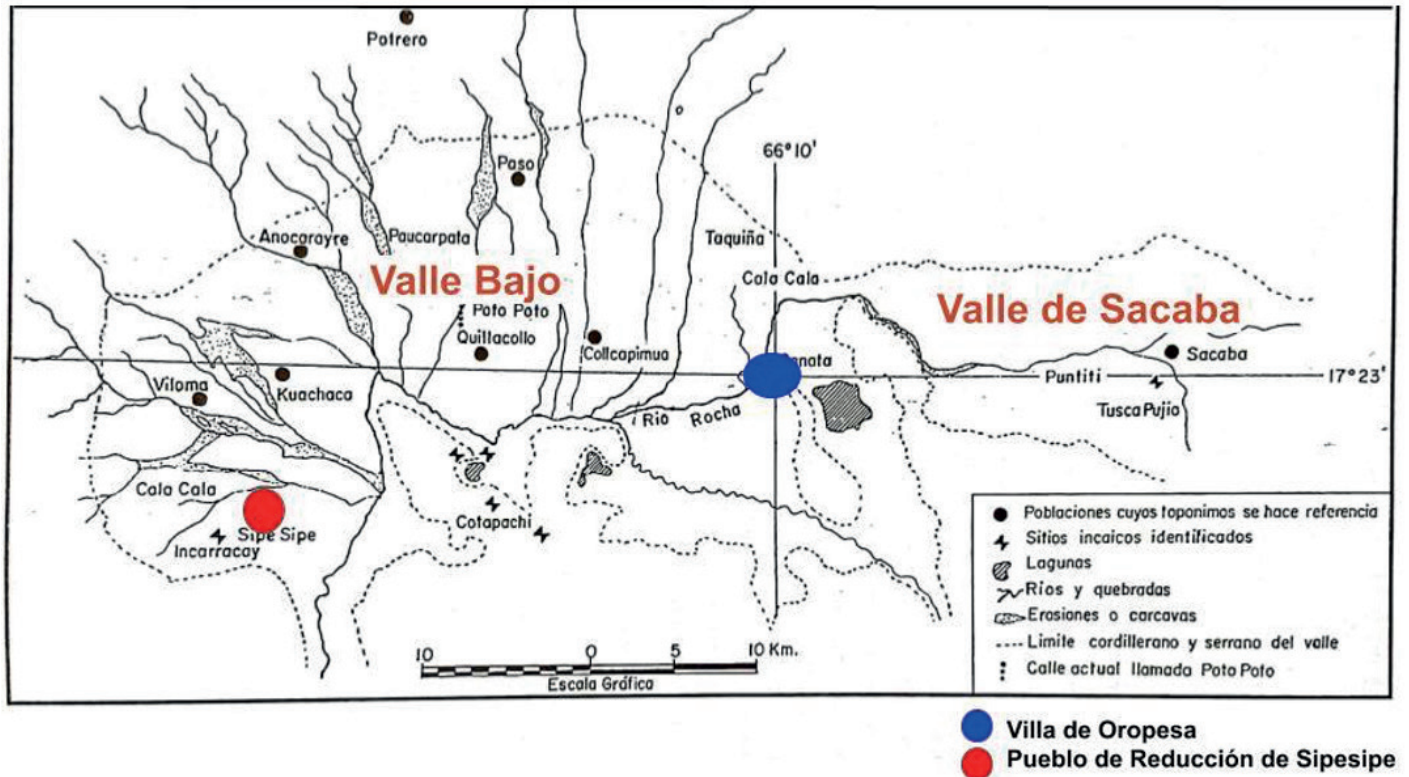 Potrero
Paso
66°10'
Anocarayre
Paucarpata
Taquiña
Valle Bajo
Cala Cala
Valle de Sacaba
Poto Poto
Quillacollo
Collcapirhua
Sacaba
Viloma
Kuachaca
Puntiti
17°23'
Tusca Pujio
Rio Rocha
Cala Cala
Sipe Sipe
Incarracay
Cotapachi
Poblaciones cuyos toponimos se hace referencia
Sitios incaicos identificados
Lagunas
Rios y quebradas
Erosiones o carcavas
Limite cordillerano y serrano del valle
Calle actual llamada Poto Poto
10 0 5 10 Km.
Escala Gráfica
Villa de Oropesa
Pueblo de Reducción de Sipesipe